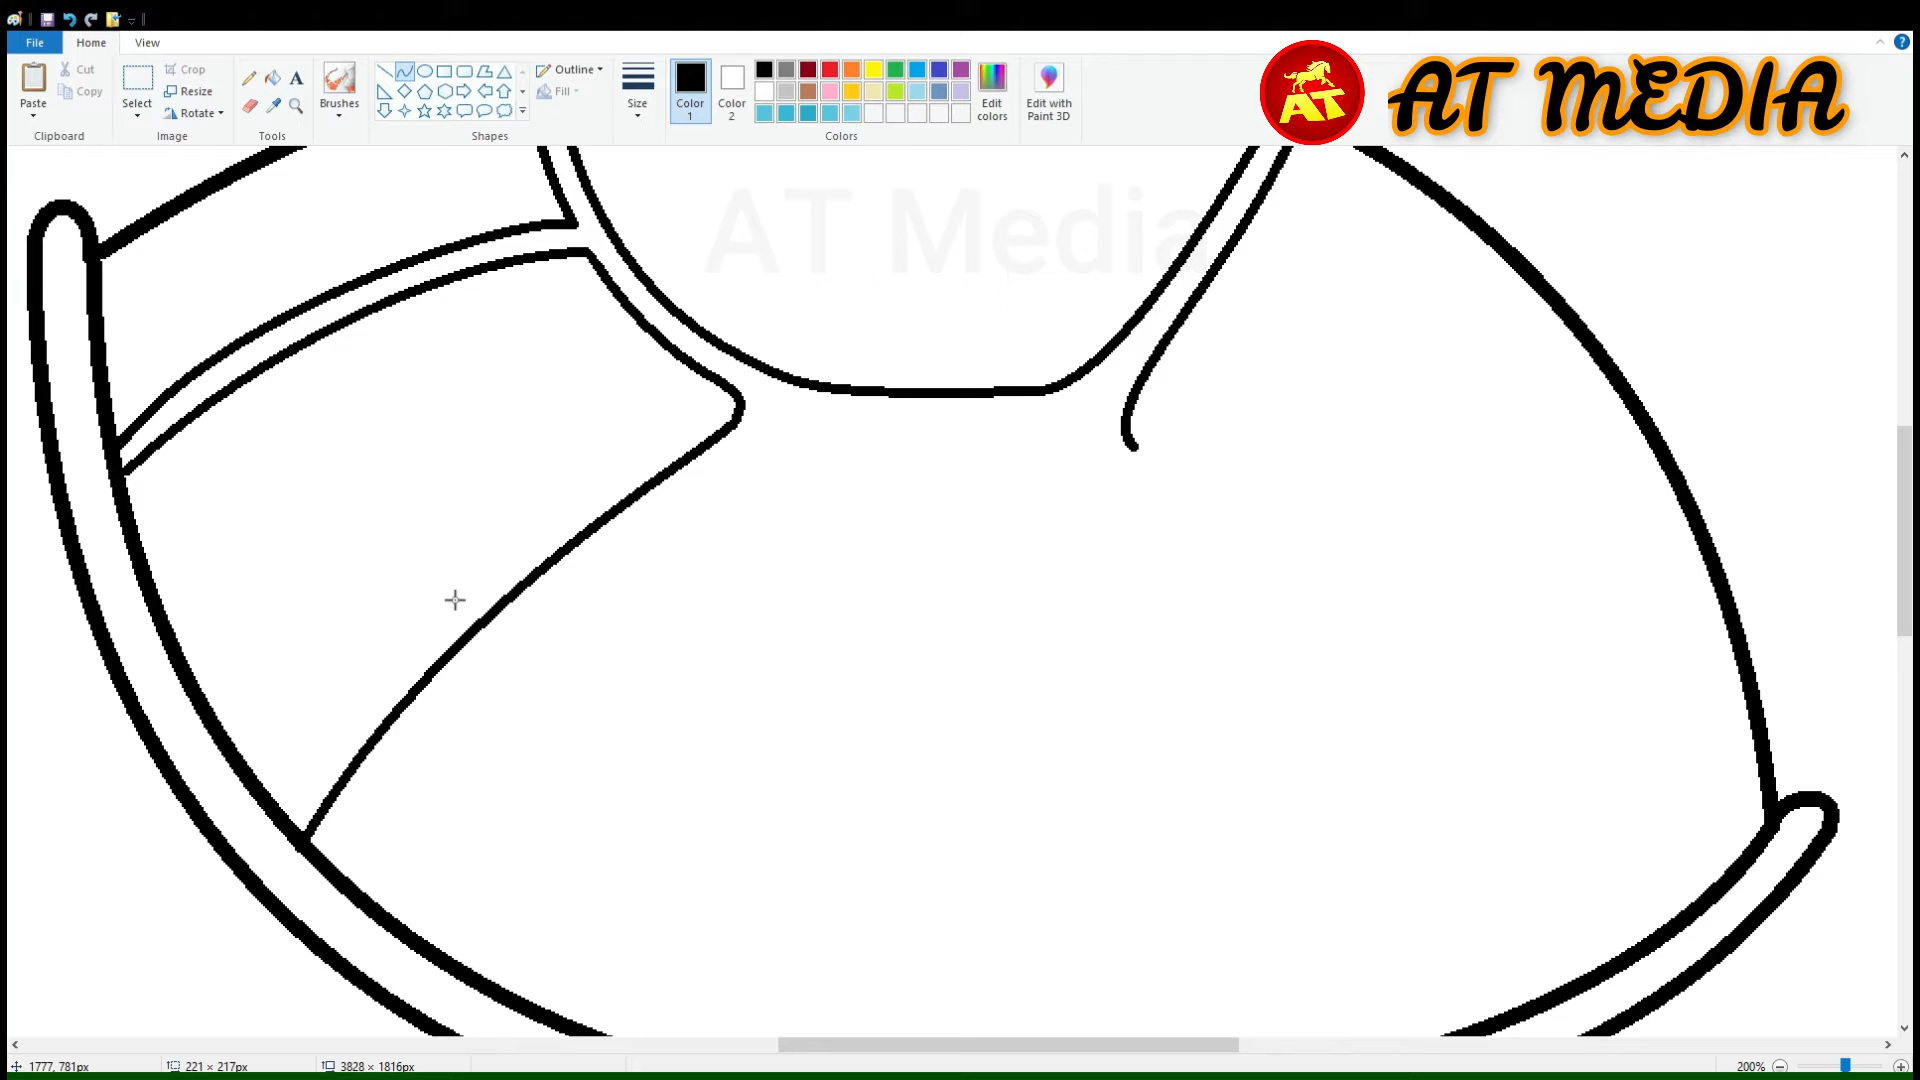 File Home View
AT MEDIA
Paste
Cut
Copy
Clipboard
Select
Crop
Resize
Rotate
Image
A
Tools
Brushes
Outline
Fill
Shapes
Size
Color
1
Color
2
Colors
Edit
colors
Edit with
Paint 3D
AT
AT Media
1777, 781px 221 × 217px 3828 × 1816px 200%